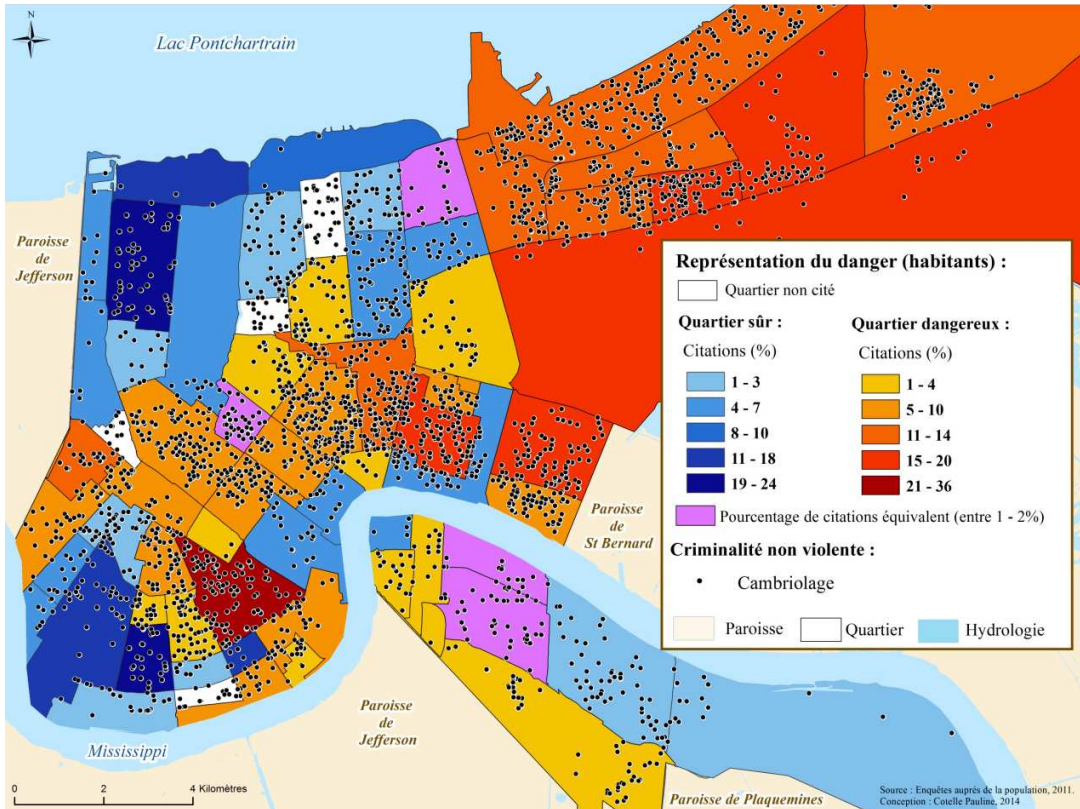 N
Lac Pontchartrain
Paroisse
de
Jefferson
Représentation du danger (habitants) :
Quartier non cité
Quartier sûr :
Quartier dangereux :
Citations (%)
Citations (%)
1 - 3
1 - 4
4 - 7
5 - 10
8 - 10
11 - 14
11 - 18
15 - 20
19 - 24
21 - 36
Pourcentage de citations équivalent (entre 1 - 2%)
Criminalité non violente :
Cambriolage
Paroisse
Quartier
Hydrologie
Paroisse
de
St Bernard
Paroisse
de
Jefferson
Mississippi
0 2 4 Kilomètres
Paroisse de Plaquemines
Source : Enquêtes auprés de la population, 2011.
Conception : Cotelle Pauline, 2014